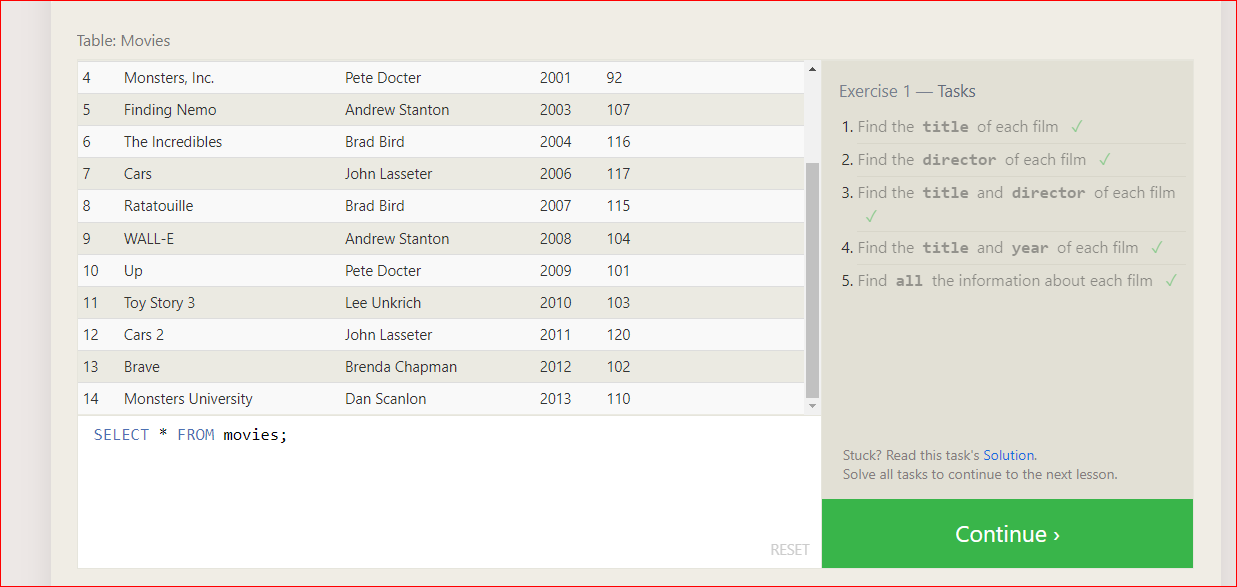 Table: Movies
4 Monsters, Inc. Pete Docter 2001 92
5 Finding Nemo Andrew Stanton 2003 107
6 The Incredibles Brad Bird 2004 116
7 Cars John Lasseter 2006 117
8 Ratatouille Brad Bird 2007 115
9 WALL-E Andrew Stanton 2008 104
10 Up Pete Docter 2009 101
11 Toy Story 3 Lee Unkrich 2010 103
12 Cars 2 John Lasseter 2011 120
13 Brave Brenda Chapman 2012 102
14 Monsters University Dan Scanlon 2013 110
SELECT * FROM movies;
RESET
Exercise 1 — Tasks
1. Find the title of each film ✓
2. Find the director of each film ✓
3. Find the title and director of each film
✓
4. Find the title and year of each film ✓
5. Find all the information about each film ✓
Stuck? Read this task's Solution.
Solve all tasks to continue to the next lesson.
Continue ›